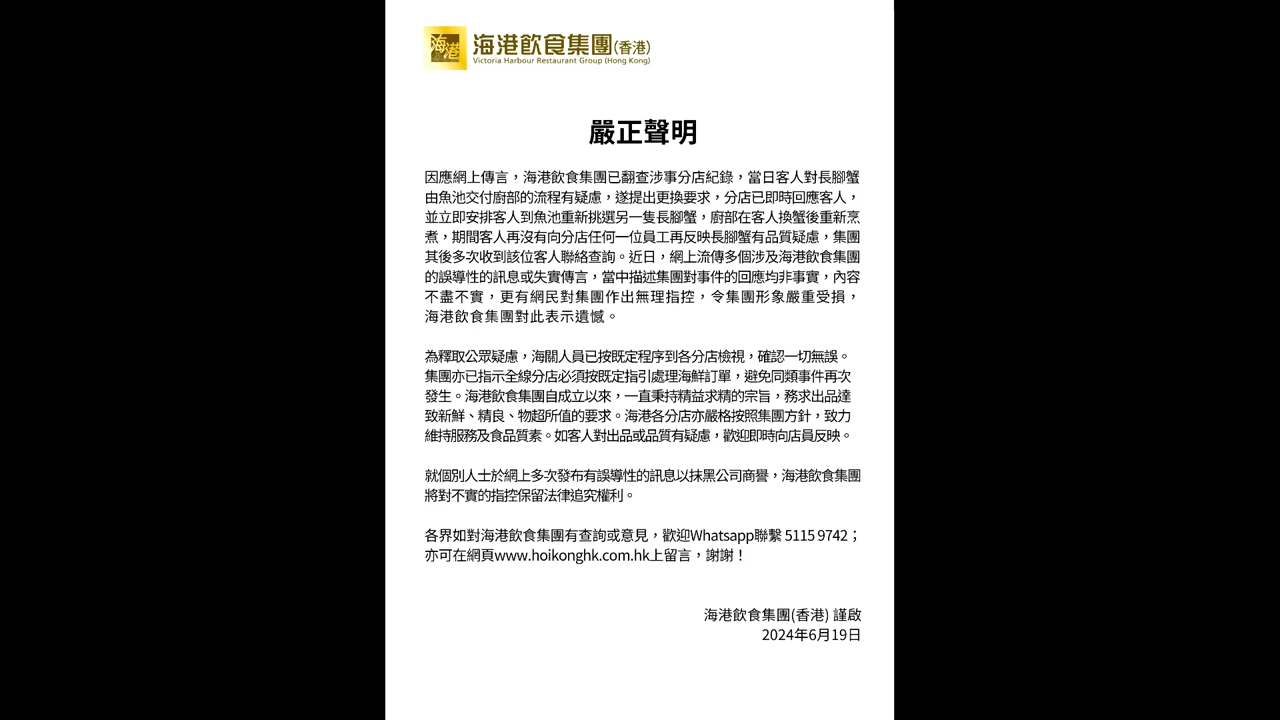 海港
海港飲食集團(香港)
Victoria Harbour Restaurant Group (Hong Kong)
嚴正聲明
因應網上傳言，海港飲食集團已翻查涉事分店紀錄，當日客人對長腳蟹
由魚池交付廚部的流程有疑慮，遂提出更換要求，分店已即時回應客人，
並立即安排客人到魚池重新挑選另一隻長腳蟹，廚部在客人換蟹後重新烹
煮，期間客人再沒有向分店任何一位員工再反映長腳蟹有品質疑慮，集團
其後多次收到該位客人聯絡查詢。近日，網上流傳多個涉及海港飲食集團
的誤導性的訊息或失實傳言，當中描述集團對事件的回應均非事實，內容
不盡不實，更有網民對集團作出無理指控，令集團形象嚴重受損，
海港飲食集團對此表示遺憾。
為釋取公眾疑慮，海關人員已按既定程序到各分店檢視，確認一切無誤。
集團亦已指示全線分店必須按既定指引處理海鮮訂單，避免同類事件再次
發生。海港飲食集團自成立以來，一直秉持精益求精的宗旨，務求出品達
致新鮮、精良、物超所值的要求。海港各分店亦嚴格按照集團方針，致力
維持服務及食品質素。如客人對出品或品質有疑慮，歡迎即時向店員反映。
就個別人士於網上多次發布有誤導性的訊息以抹黑公司商譽，海港飲食集團
將對不實的指控保留法律追究權利。
各界如對海港飲食集團有查詢或意見，歡迎Whatsapp聯繫 5115 9742；
亦可在網頁www.hoikonghk.com.hk上留言，謝謝！
海港飲食集團(香港) 謹啟
2024年6月19日